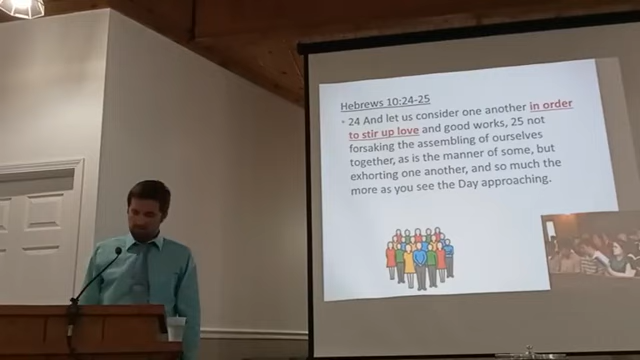 Hebrews 10:24-25
• 24 And let us consider one another in order
to stir up love and good works, 25 not
forsaking the assembling of ourselves
together, as is the manner of some, but
exhorting one another, and so much the
more as you see the Day approaching.